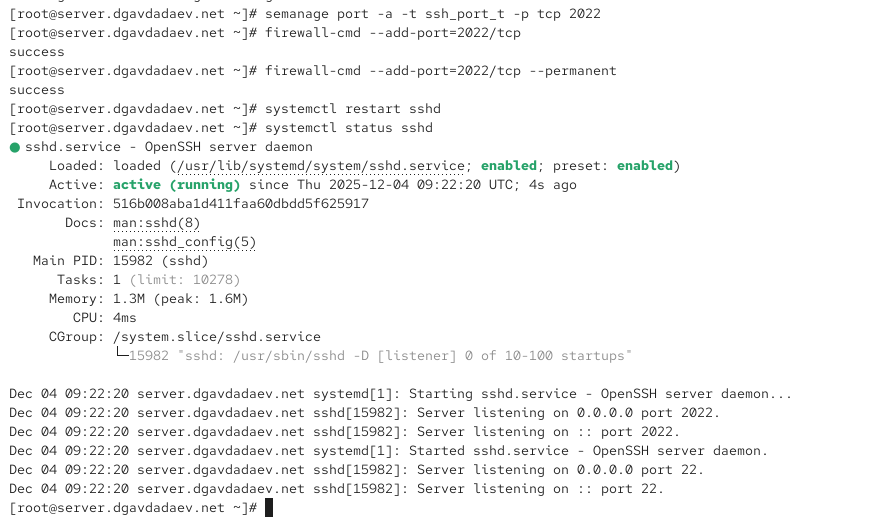 [root@server.dgavdadaev.net ~]# semanage port -a -t ssh_port_t -p tcp 2022
[root@server.dgavdadaev.net ~]# firewall-cmd --add-port=2022/tcp
success
[root@server.dgavdadaev.net ~]# firewall-cmd --add-port=2022/tcp --permanent
success
[root@server.dgavdadaev.net ~]# systemctl restart sshd
[root@server.dgavdadaev.net ~]# systemctl status sshd
● sshd.service - OpenSSH server daemon
     Loaded: loaded (/usr/lib/systemd/system/sshd.service; enabled; preset: enabled)
     Active: active (running) since Thu 2025-12-04 09:22:20 UTC; 4s ago
 Invocation: 516b008aba1d411faa60dbdd5f625917
       Docs: man:sshd(8)
             man:sshd_config(5)
   Main PID: 15982 (sshd)
      Tasks: 1 (limit: 10278)
     Memory: 1.3M (peak: 1.6M)
        CPU: 4ms
     CGroup: /system.slice/sshd.service
             └─15982 "sshd: /usr/sbin/sshd -D [listener] 0 of 10-100 startups"

Dec 04 09:22:20 server.dgavdadaev.net systemd[1]: Starting sshd.service - OpenSSH server daemon...
Dec 04 09:22:20 server.dgavdadaev.net sshd[15982]: Server listening on 0.0.0.0 port 2022.
Dec 04 09:22:20 server.dgavdadaev.net sshd[15982]: Server listening on :: port 2022.
Dec 04 09:22:20 server.dgavdadaev.net systemd[1]: Started sshd.service - OpenSSH server daemon.
Dec 04 09:22:20 server.dgavdadaev.net sshd[15982]: Server listening on 0.0.0.0 port 22.
Dec 04 09:22:20 server.dgavdadaev.net sshd[15982]: Server listening on :: port 22.
[root@server.dgavdadaev.net ~]#